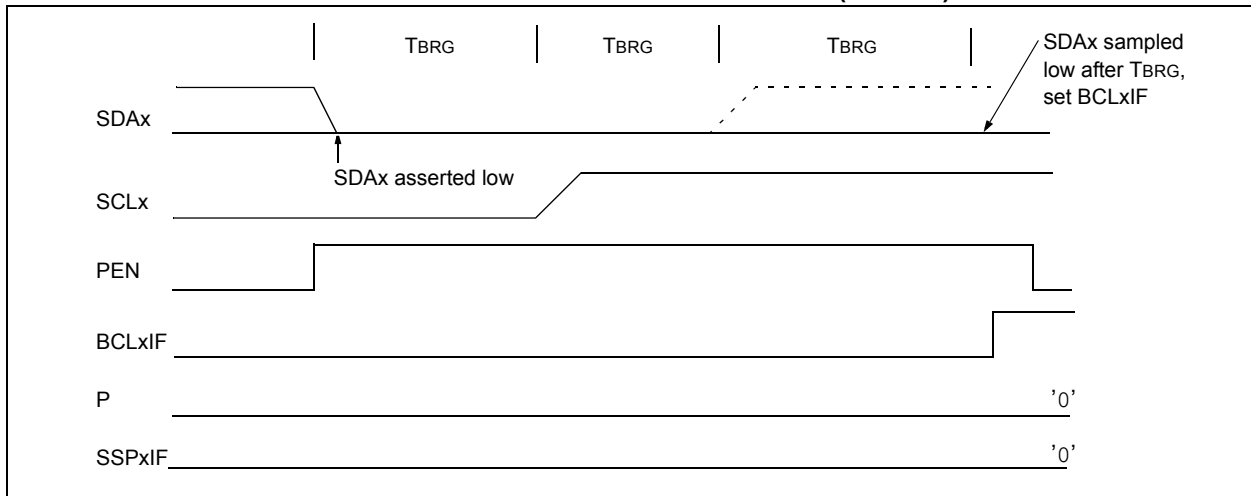 TBRG TBRG TBRG
SDAx sampled
low after TBRG,
set BCLxIF
SDAx
SDAx asserted low
SCLx
PEN
BCLxIF
P '0'
SSPxIF '0'